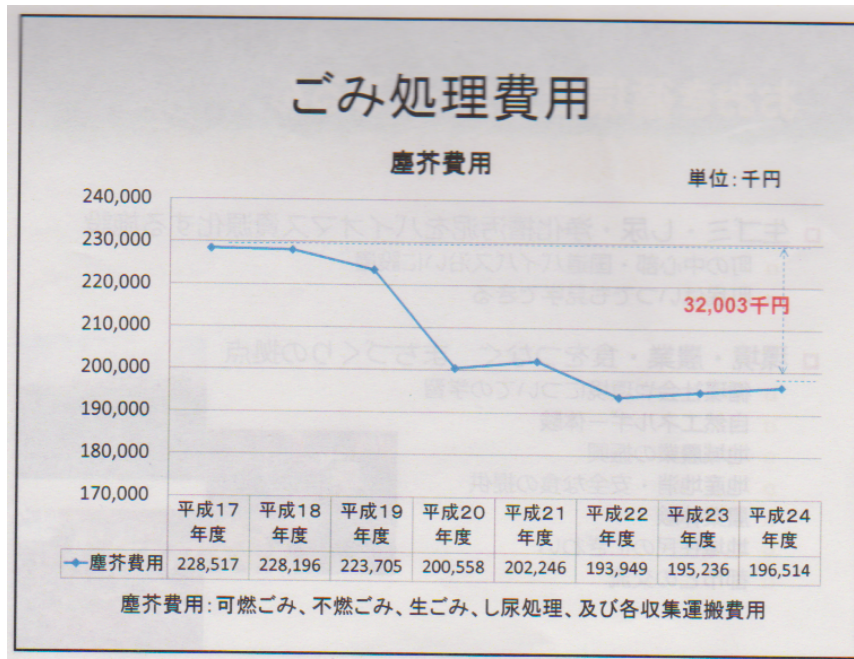 ごみ処理費用
塵芥費用
単位:千円
240,000
230,000
220,000
210,000
200,000
190,000
180,000
170,000
32,003千円
平成17年度 平成18年度 平成19年度 平成20年度 平成21年度 平成22年度 平成23年度 平成24年度
塵芥費用 228,517 228,196 223,705 200,558 202,246 193,949 195,236 196,514
塵芥費用:可燃ごみ、不燃ごみ、生ごみ、し尿処理、及び各収集運搬費用